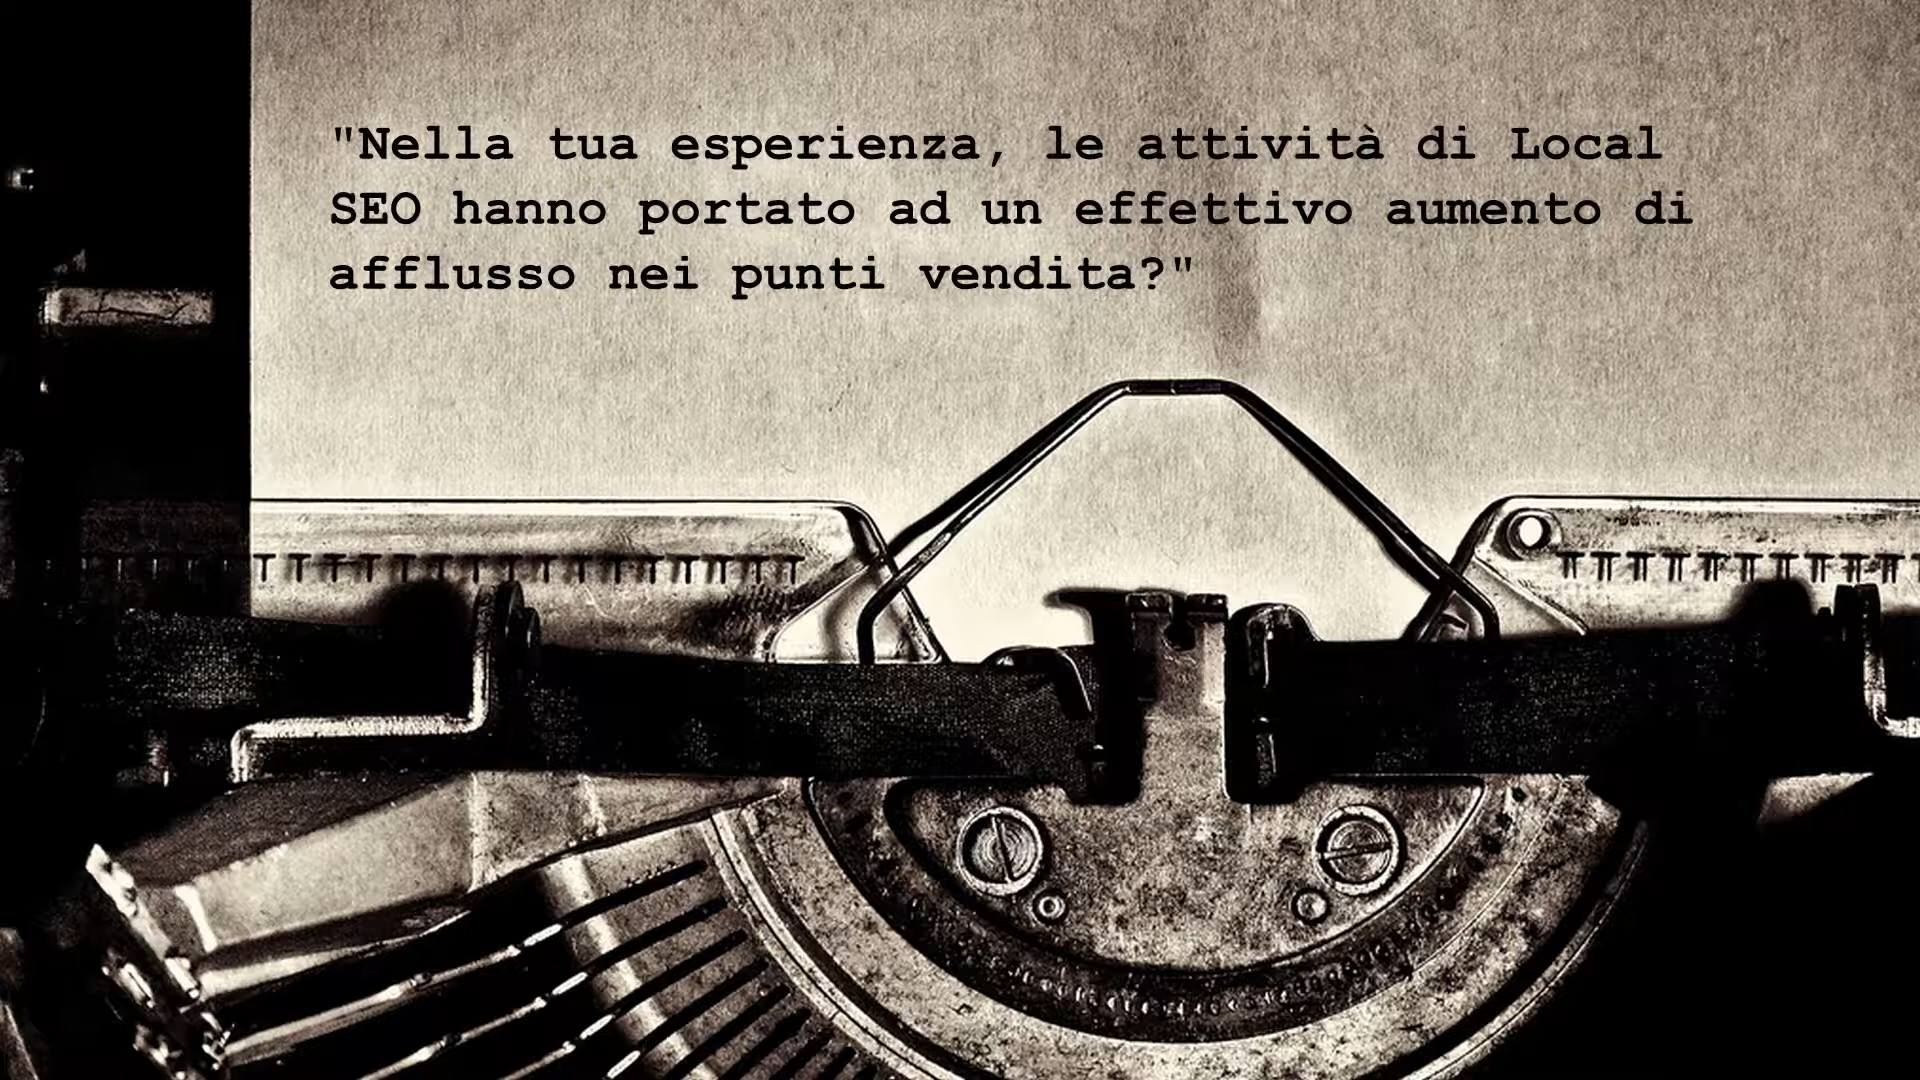 "Nella tua esperienza, le attività di Local
SEO hanno portato ad un effettivo aumento di
afflusso nei punti vendita?"